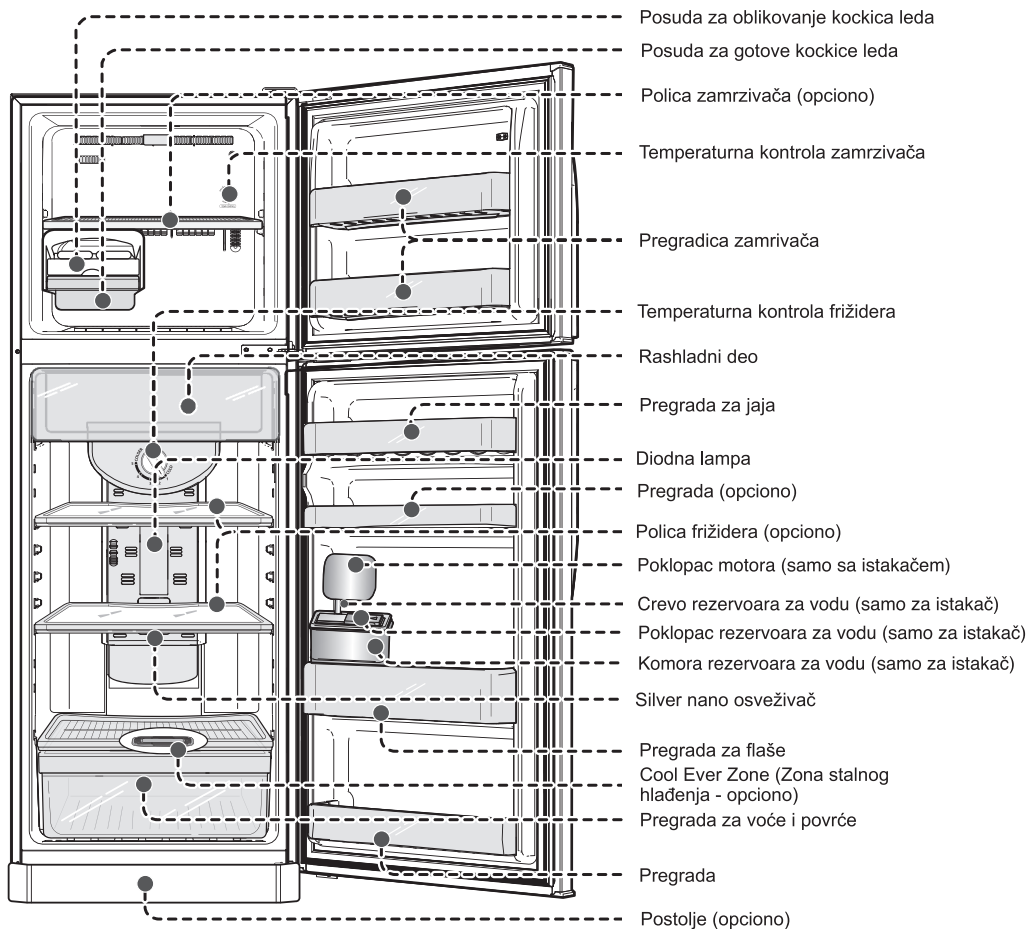 Posuda za oblikovanje kockica leda
Posuda za gotove kockice leda
Polica zamrzivača (opciono)
Temperaturna kontrola zamrzivača
Pregradica zamrivača
Temperaturna kontrola frižidera
Rashladni deo
Pregrada za jaja
Diodna lampa
Pregrada (opciono)
Polica frižidera (opciono)
Poklopac motora (samo sa istakačem)
Crevo rezervoara za vodu (samo za istakač)
Poklopac rezervoara za vodu (samo za istakač)
Komora rezervoara za vodu (samo za istakač)
Silver nano osveživač
Pregrada za flaše
Cool Ever Zone (Zona stalnog
hlađenja - opciono)
Pregrada za voće i povrće
Pregrada
Postolje (opciono)